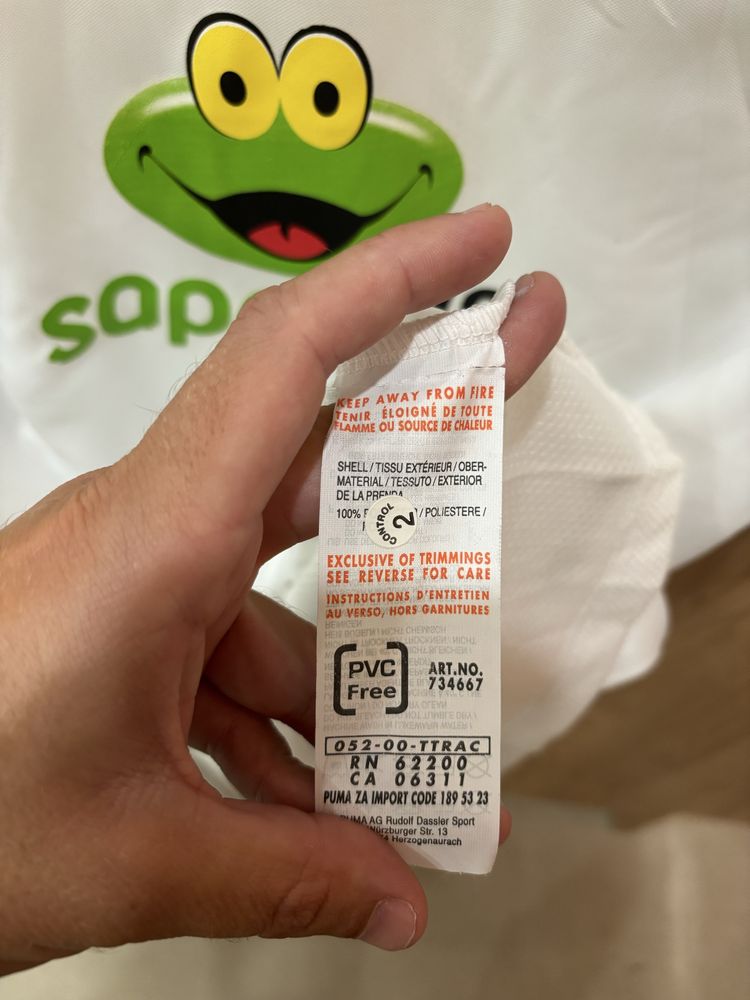 sapo
KEEP AWAY FROM FIRE
TENIR ÉLOIGNÉ DE TOUTE
FLAMME OU SOURCE DE CHALEUR
SHELL / TISSU EXTÉRIEUR / OBER-
MATERIAL / TESSUTO / EXTERIOR
DE LA PRENDA
100% / POLIESTERE /
CONTROL
2
EXCLUSIVE OF TRIMMINGS
SEE REVERSE FOR CARE
INSTRUCTIONS D'ENTRETIEN
AU VERSO, HORS GARNITURES
PVC
Free
ART.NO.
734667
052-00-TTRAC
RN 62200
CA 06311
PUMA ZA IMPORT CODE 189 53 23
PUMA AG Rudolf Dassler Sport
Würzburger Str. 13
Herzogenaurach